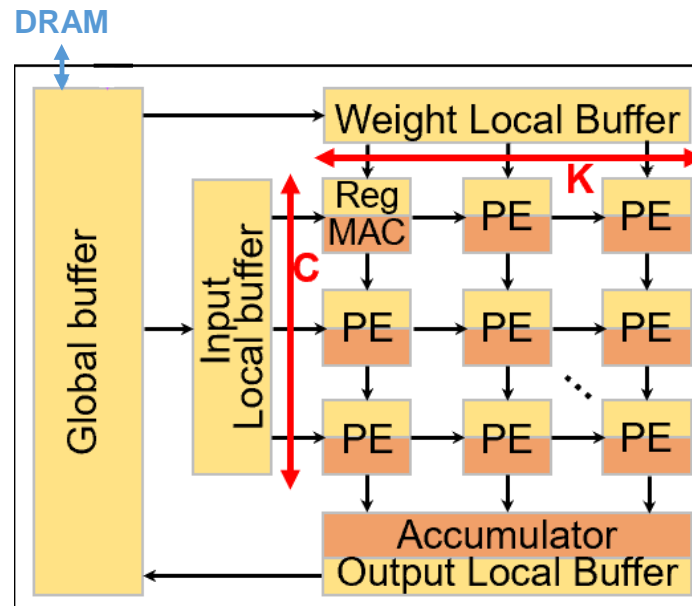 DRAM
Weight Local Buffer
K
Reg
MAC
PE
PE
C
Input
Local buffer
Global buffer
PE
PE
PE
PE
PE
PE
Accumulator
Output Local Buffer